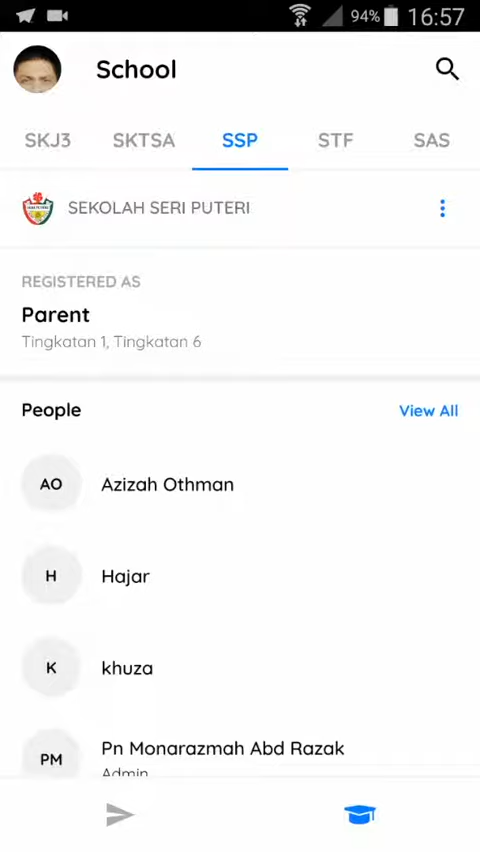 94% 16:57
School
SKJ3 SKTSA SSP STF SAS
SEKOLAH SERI PUTERI
REGISTERED AS
Parent
Tingkatan 1, Tingkatan 6
People View All
AO Azizah Othman
H Hajar
K khuza
PM Pn Monarazmah Abd Razak
Admin